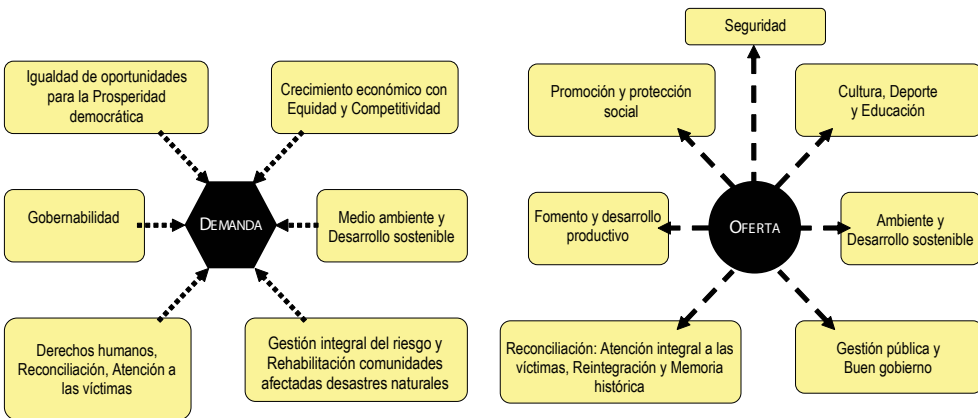 Igualdad de oportunidades
para la Prosperidad
democrática
Crecimiento económico con
Equidad y Competitividad
Gobernabilidad
DEMANDA
Medio ambiente y
Desarrollo sostenible
Derechos humanos,
Reconciliación, Atención a
las víctimas
Gestión integral del riesgo y
Rehabilitación comunidades
afectadas desastres naturales
Seguridad
Promoción y protección
social
Cultura, Deporte
y Educación
Fomento y desarrollo
productivo
OFERTA
Ambiente y
Desarrollo sostenible
Reconciliación: Atención integral a las
víctimas, Reintegración y Memoria
histórica
Gestión pública y
Buen gobierno